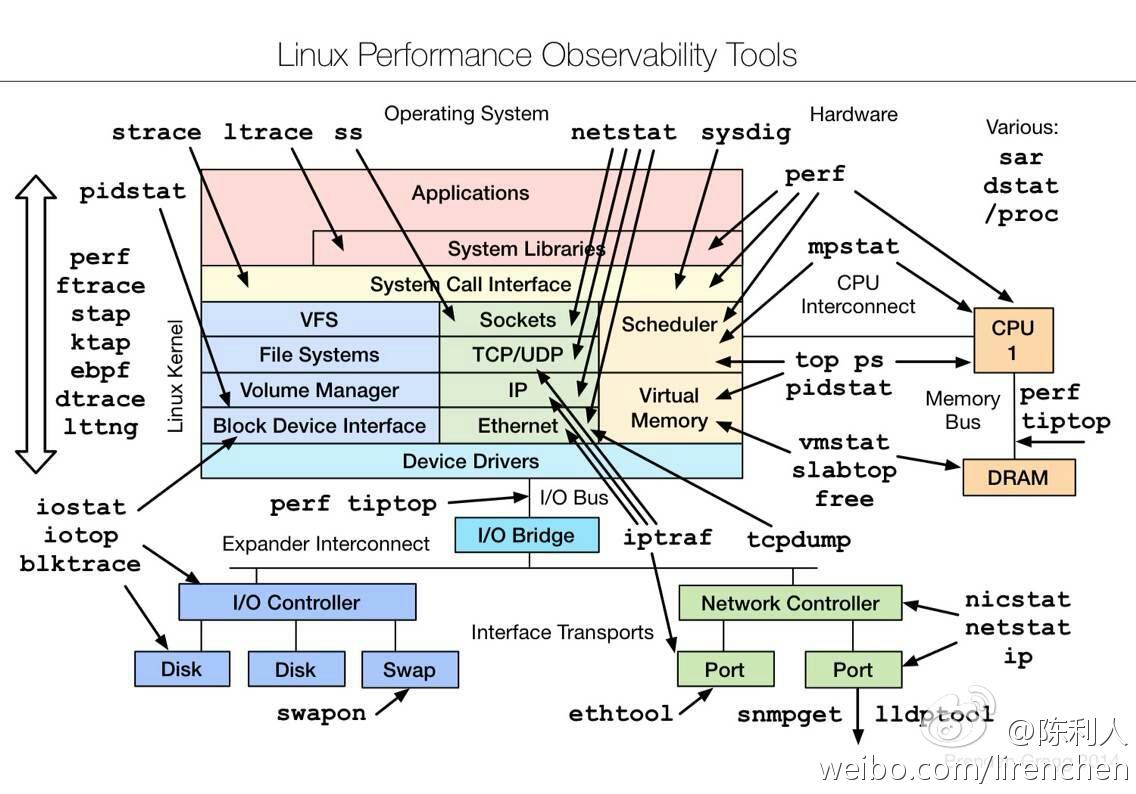 Linux Performance Observability Tools
Operating System
Hardware
strace ltrace ss
netstat sysdig
Various:
sar
dstat
/proc
pidstat
perf
Applications
System Libraries
System Call Interface
mpstat
CPU
Interconnect
perf
ftrace
stap
ktap
ebpf
dtrace
lttng
Linux Kernel
VFS
Sockets
Scheduler
File Systems
TCP/UDP
Volume Manager
IP
Virtual
Memory
Block Device Interface
Ethernet
Device Drivers
CPU
1
top ps
pidstat
Memory
Bus
perf
tiptop
vmstat
slabtop
free
DRAM
iostat
iotop
blktrace
perf tiptop
I/O Bus
I/O Bridge
iptraf
tcpdump
Expander Interconnect
I/O Controller
Network Controller
nicstat
netstat
ip
Interface Transports
Disk
Disk
Swap
Port
Port
swapon
ethtool
snmpget
lldptool
@陈利人
Brendan Gregg 2014
weibo.com/lirenchen